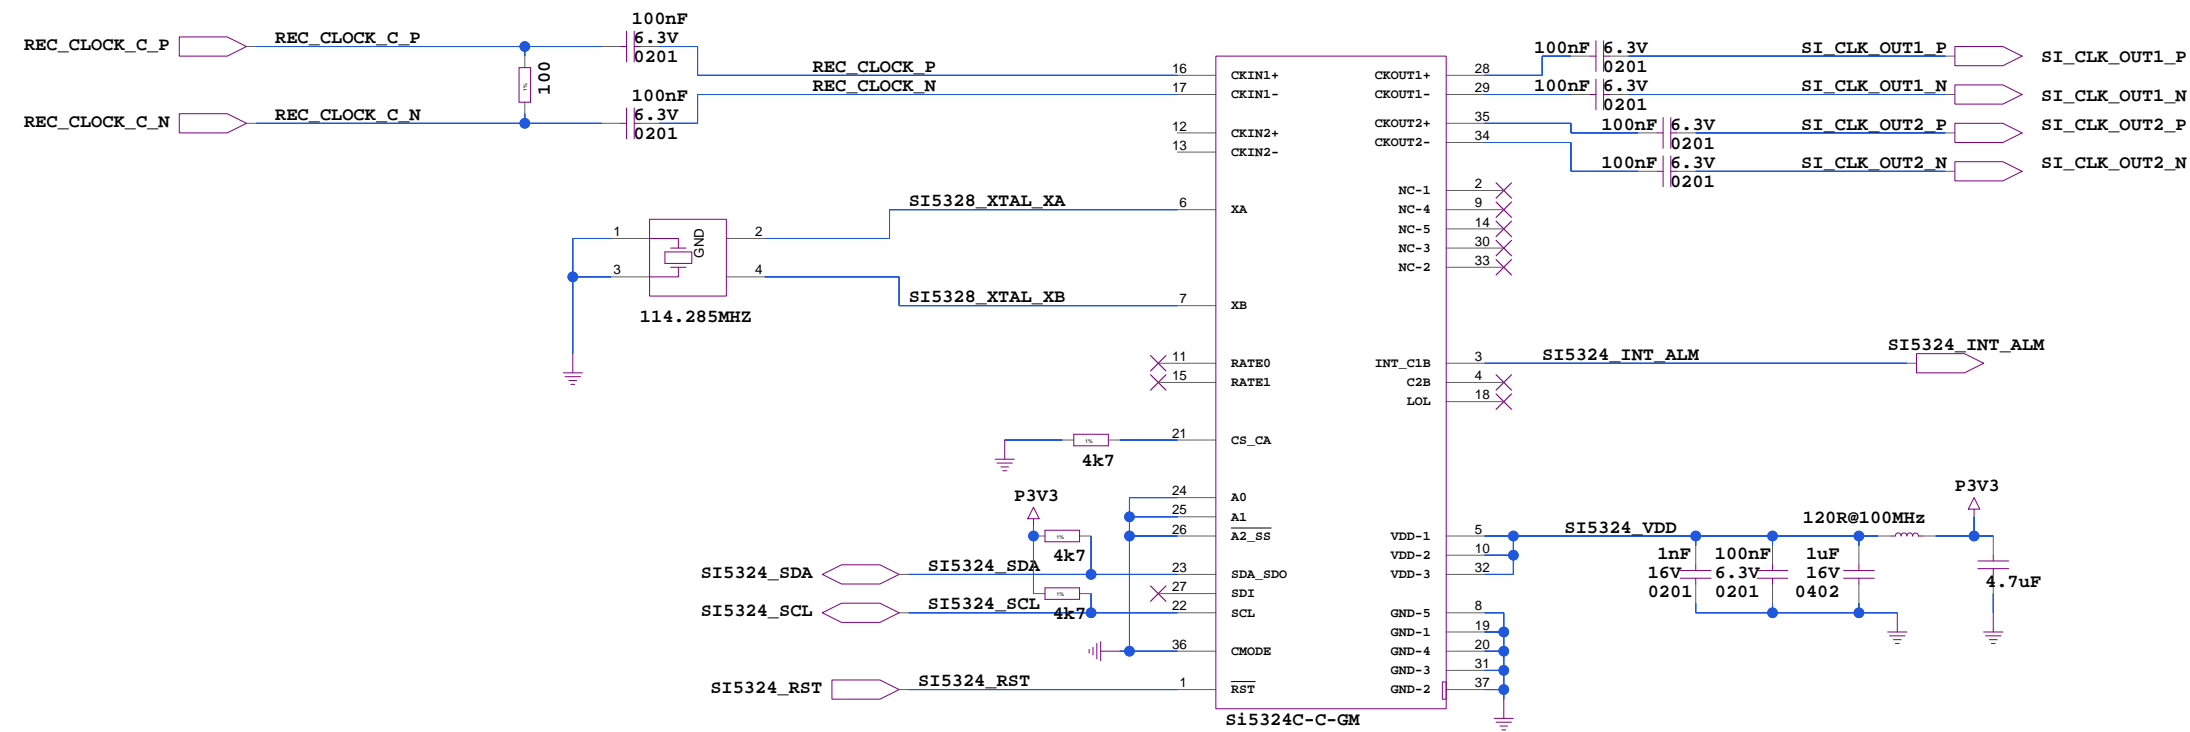 100nF
6.3V
0201
REC_CLOCK_C_P
REC_CLOCK_C_P
100
1%
100nF
6.3V
0201
REC_CLOCK_C_N
REC_CLOCK_C_N
REC_CLOCK_P
REC_CLOCK_N
16 CKIN1+
17 CKIN1-
12 CKIN2+
13 CKIN2-
SI5328_XTAL_XA
6 XA
1 GND 2
3 4
114.285MHZ
SI5328_XTAL_XB
7 XB
11 RATE0
15 RATE1
21 CS_CA
1%
4k7
24 A0
25 A1
26 A2_SS
P3V3
1%
4k7
SI5324_SDA
SI5324_SDA
23 SDA_SDO
27 SDI
1%
4k7
SI5324_SCL
SI5324_SCL
22 SCL
36 CMODE
SI5324_RST
SI5324_RST
1 RST
Si5324C-C-GM
CKOUT1+ 28
CKOUT1- 29
CKOUT2+ 35
CKOUT2- 34
100nF 6.3V
0201
SI_CLK_OUT1_P
SI_CLK_OUT1_P
100nF 6.3V
0201
SI_CLK_OUT1_N
SI_CLK_OUT1_N
100nF 6.3V
0201
SI_CLK_OUT2_P
SI_CLK_OUT2_P
100nF 6.3V
0201
SI_CLK_OUT2_N
SI_CLK_OUT2_N
NC-1 2
NC-4 9
NC-5 14
NC-3 30
NC-2 33
INT_C1B 3
SI5324_INT_ALM
SI5324_INT_ALM
C2B 4
LOL 18
VDD-1 5
VDD-2 10
VDD-3 32
SI5324_VDD
120R@100MHz
P3V3
1nF
16V
0201
100nF
6.3V
0201
1uF
16V
0402
4.7uF
GND-5 8
GND-1 19
GND-4 20
GND-3 31
GND-2 37